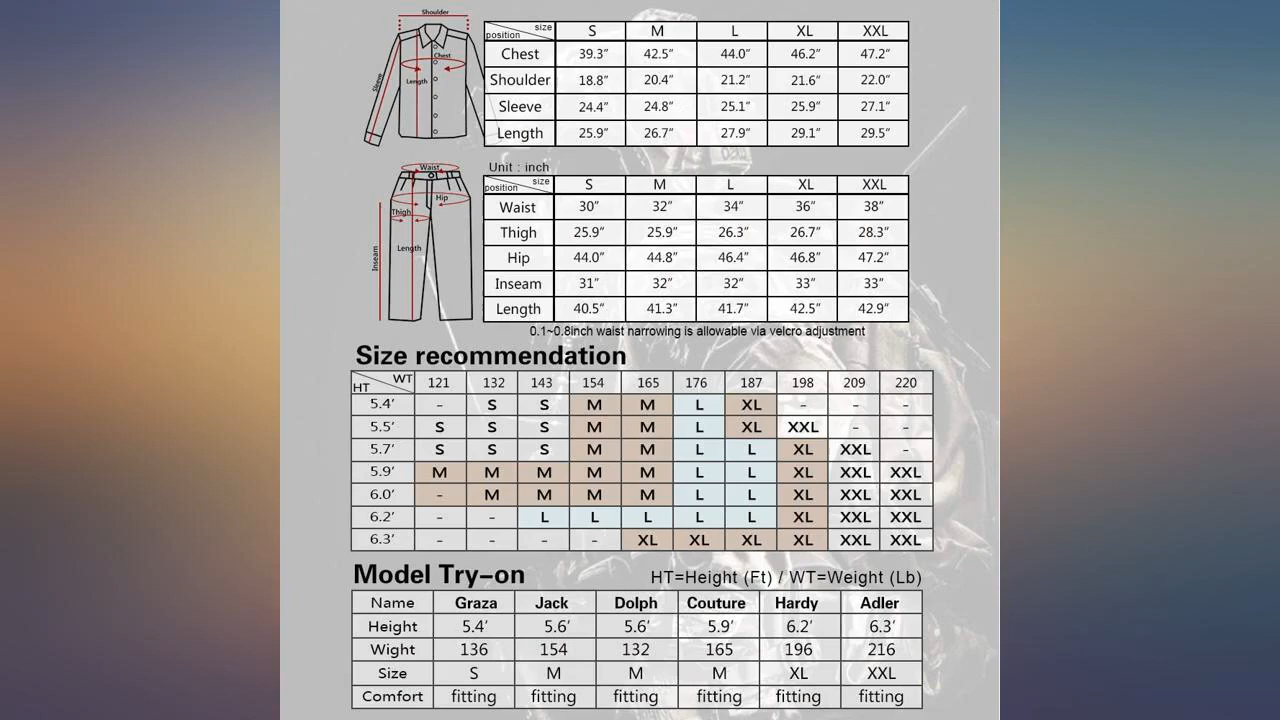 Shoulder
Chest
Sleeve
Length
position size S M L XL XXL
Chest 39.3″ 42.5″ 44.0″ 46.2″ 47.2″
Shoulder 18.8″ 20.4″ 21.2″ 21.6″ 22.0″
Sleeve 24.4″ 24.8″ 25.1″ 25.9″ 27.1″
Length 25.9″ 26.7″ 27.9″ 29.1″ 29.5″
Unit : inch
Waist
Hip
Thigh
Length
Inseam
position size S M L XL XXL
Waist 30″ 32″ 34″ 36″ 38″
Thigh 25.9″ 25.9″ 26.3″ 26.7″ 28.3″
Hip 44.0″ 44.8″ 46.4″ 46.8″ 47.2″
Inseam 31″ 32″ 32″ 33″ 33″
Length 40.5″ 41.3″ 41.7″ 42.5″ 42.9″
0.1~0.8inch waist narrowing is allowable via velcro adjustment
Size recommendation
HT WT 121 132 143 154 165 176 187 198 209 220
5.4′ - S S M M L XL - - -
5.5′ S S S M M L XL XXL - -
5.7′ S S S M M L L XL XXL -
5.9′ M M M M M L L XL XXL XXL
6.0′ - M M M M L L XL XXL XXL
6.2′ - - L L L L L XL XXL XXL
6.3′ - - - - XL XL XL XL XXL XXL
Model Try-on HT=Height (Ft) / WT=Weight (Lb)
Name Graza Jack Dolph Couture Hardy Adler
Height 5.4′ 5.6′ 5.6′ 5.9′ 6.2′ 6.3′
Wight 136 154 132 165 196 216
Size S M M M XL XXL
Comfort fitting fitting fitting fitting fitting fitting